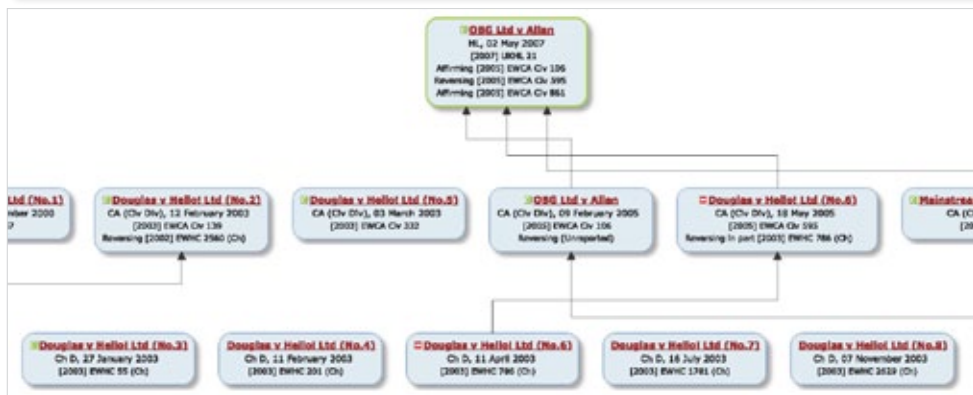 OBG Ltd v Allan
HL, 02 May 2007
[2007] UKHL 21
Affirming [2005] EWCA Civ 106
Reversing [2005] EWCA Civ 595
Affirming [2005] EWCA Civ 861
Ltd (No.1)
mber 2000
7
Douglas v Hello! Ltd (No.2)
CA (Civ Div), 12 February 2003
[2003] EWCA Civ 139
Reversing [2002] EWHC 2560 (Ch)
Douglas v Hello! Ltd (No.5)
CA (Civ Div), 03 March 2003
[2003] EWCA Civ 332
OBG Ltd v Allan
CA (Civ Div), 09 February 2005
[2005] EWCA Civ 106
Reversing (Unreported)
Douglas v Hello! Ltd (No.6)
CA (Civ Div), 18 May 2005
[2005] EWCA Civ 595
Reversing in part [2003] EWHC 786 (Ch)
Mainstrea
CA (C
[20
Douglas v Hello! Ltd (No.3)
Ch D, 27 January 2003
[2003] EWHC 55 (Ch)
Douglas v Hello! Ltd (No.4)
Ch D, 11 February 2003
[2003] EWHC 201 (Ch)
Douglas v Hello! Ltd (No.6)
Ch D, 11 April 2003
[2003] EWHC 786 (Ch)
Douglas v Hello! Ltd (No.7)
Ch D, 16 July 2003
[2003] EWHC 1781 (Ch)
Douglas v Hello! Ltd (No.8)
Ch D, 07 November 2003
[2003] EWHC 2629 (Ch)